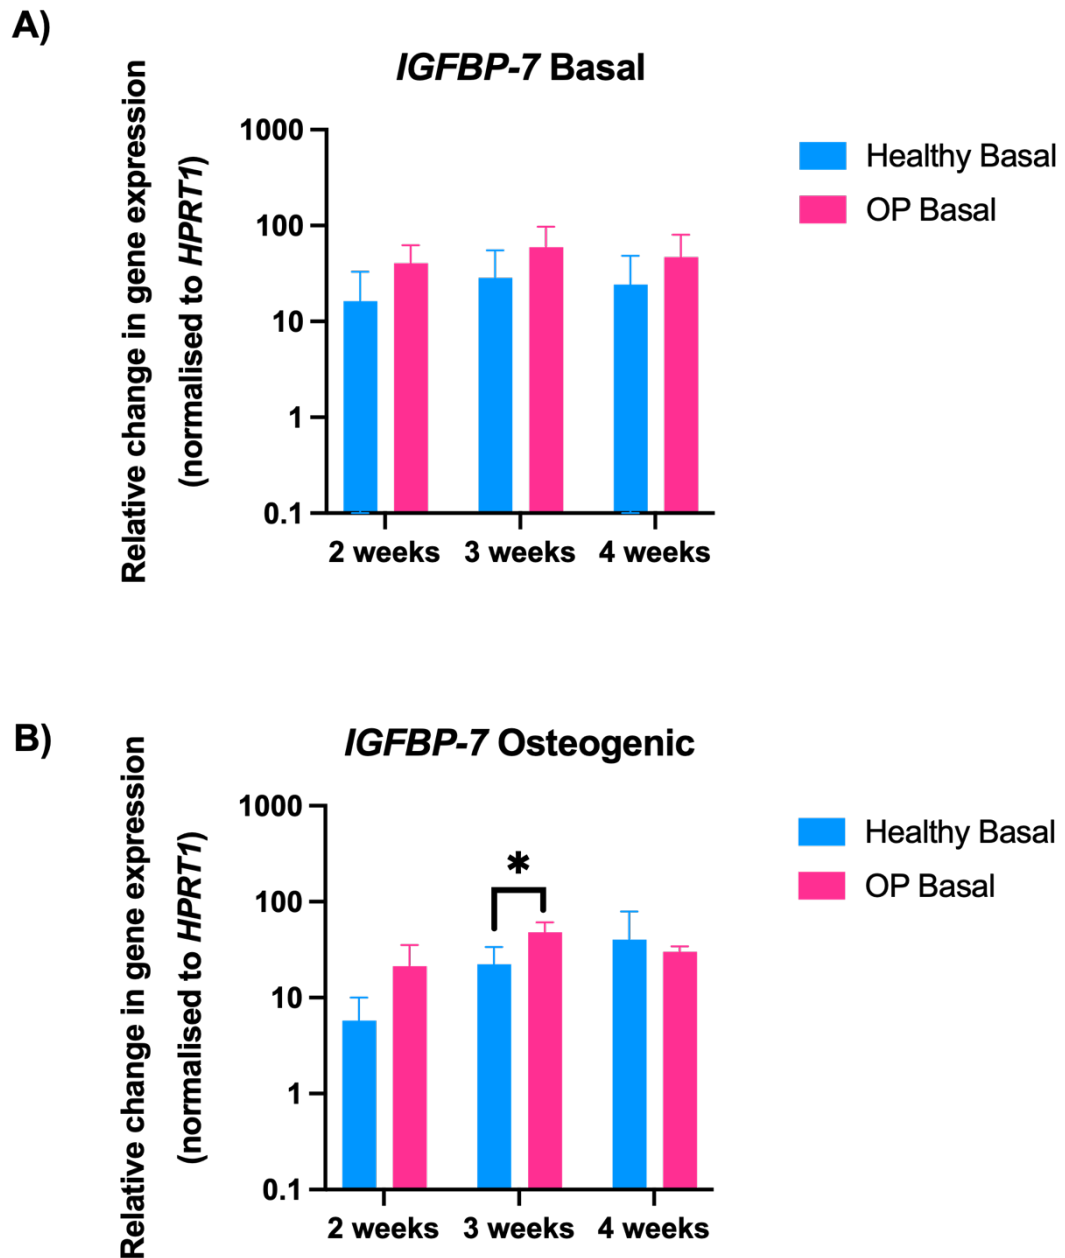 A)
IGFBP-7 Basal
Relative change in gene expression
(normalised to HPRT1)
1000
100
10
1
0.1
2 weeks 3 weeks 4 weeks
Healthy Basal
OP Basal
B)
IGFBP-7 Osteogenic
Relative change in gene expression
(normalised to HPRT1)
1000
100
10
1
0.1
*
2 weeks 3 weeks 4 weeks
Healthy Basal
OP Basal